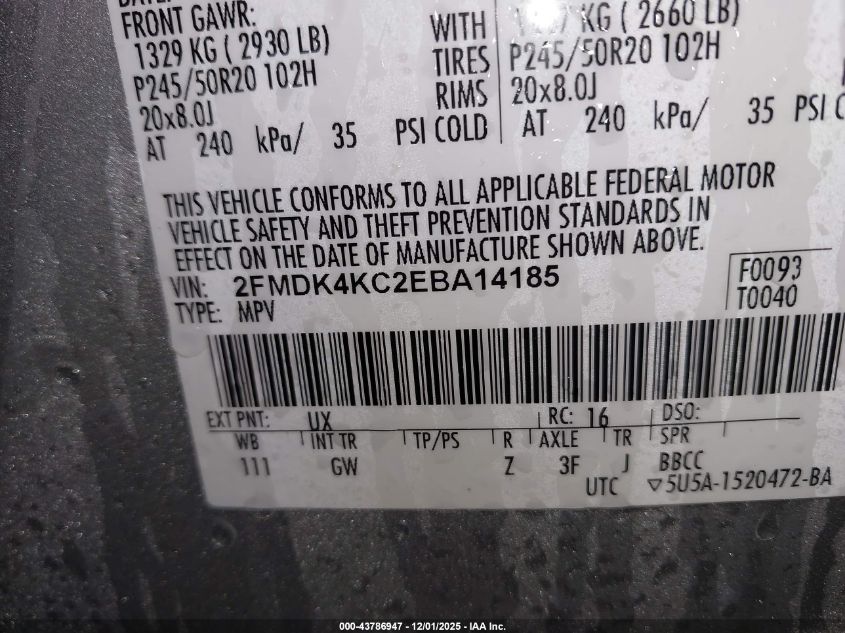 FRONT GAWR:
1329 KG ( 2930 LB) WITH KG ( 2660 LB)
P245/50R20 102H TIRES P245/50R20 102H
20x8.0J RIMS 20x8.0J
AT 240 kPa/ 35 PSI COLD AT 240 kPa/ 35 PSI
THIS VEHICLE CONFORMS TO ALL APPLICABLE FEDERAL MOTOR
VEHICLE SAFETY AND THEFT PREVENTION STANDARDS IN
EFFECT ON THE DATE OF MANUFACTURE SHOWN ABOVE.
VIN: 2FMDK4KC2EBA14185 F0093
TYPE: MPV T0040
EXT PNT: UX RC: 16 DSO:
WB INT TR TP/PS R AXLE TR SPR
111 GW Z 3F J BBCC
UTC ▽5U5A-1520472-BA
000-43786947 - 12/01/2025 - IAA Inc.